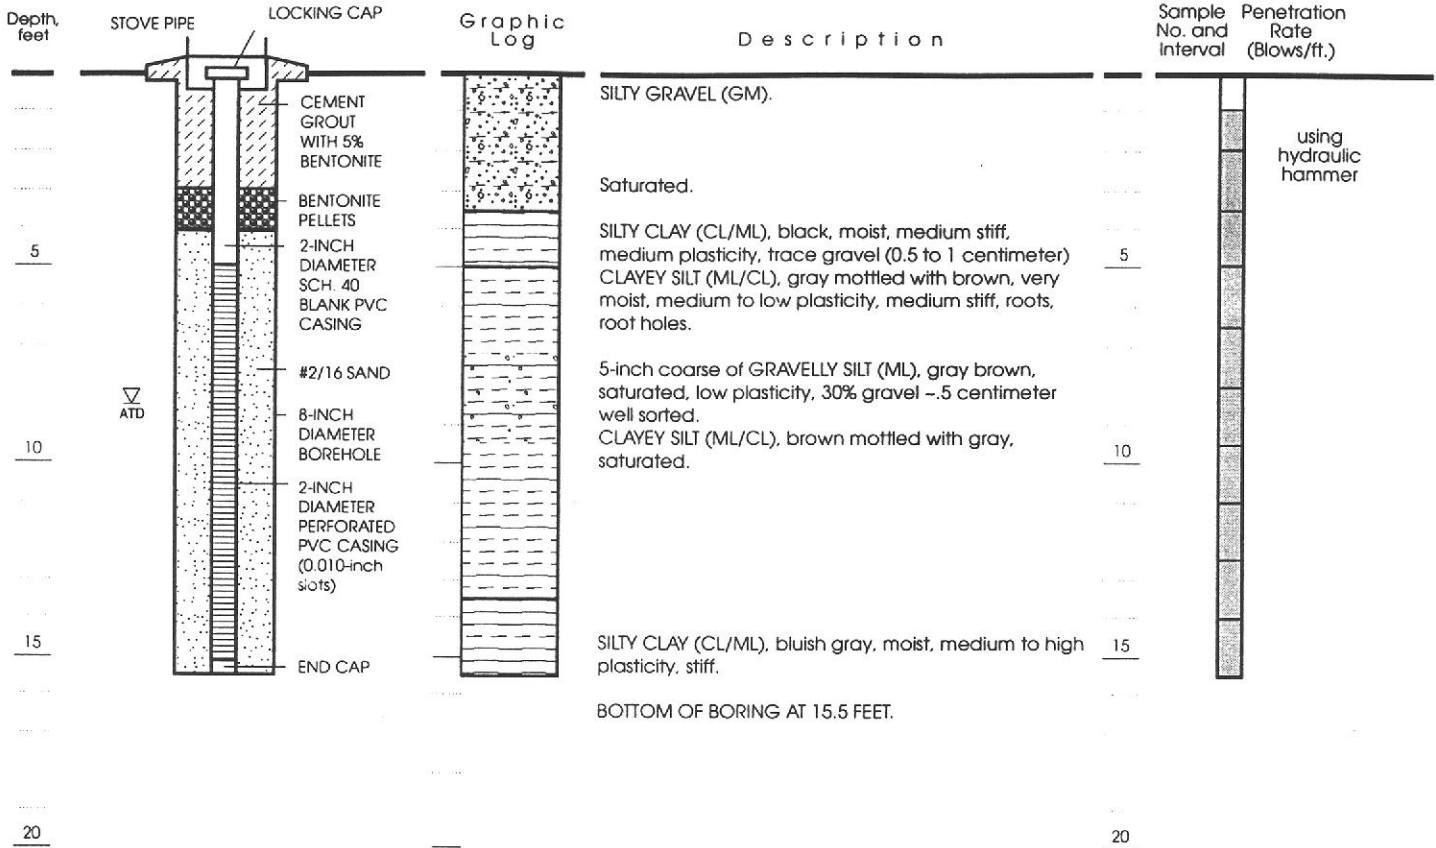 Depth, feet
STOVE PIPE
LOCKING CAP
Graphic Log
Description
Sample No. and Interval
Penetration Rate (Blows/ft.)
CEMENT
GROUT
WITH 5%
BENTONITE
BENTONITE
PELLETS
2-INCH
DIAMETER
SCH. 40
BLANK PVC
CASING
#2/16 SAND
8-INCH
DIAMETER
BOREHOLE
2-INCH
DIAMETER
PERFORATED
PVC CASING
(0.010-inch
slots)
END CAP
5
ATD
10
15
20
SILTY GRAVEL (GM).
Saturated.
SILTY CLAY (CL/ML), black, moist, medium stiff,
medium plasticity, trace gravel (0.5 to 1 centimeter)
CLAYEY SILT (ML/CL), gray mottled with brown, very
moist, medium to low plasticity, medium stiff, roots,
root holes.
5-inch coarse of GRAVELLY SILT (ML), gray brown,
saturated, low plasticity, 30% gravel ~.5 centimeter
well sorted.
CLAYEY SILT (ML/CL), brown mottled with gray,
saturated.
SILTY CLAY (CL/ML), bluish gray, moist, medium to high
plasticity, stiff.
BOTTOM OF BORING AT 15.5 FEET.
5
10
15
20
using
hydraulic
hammer